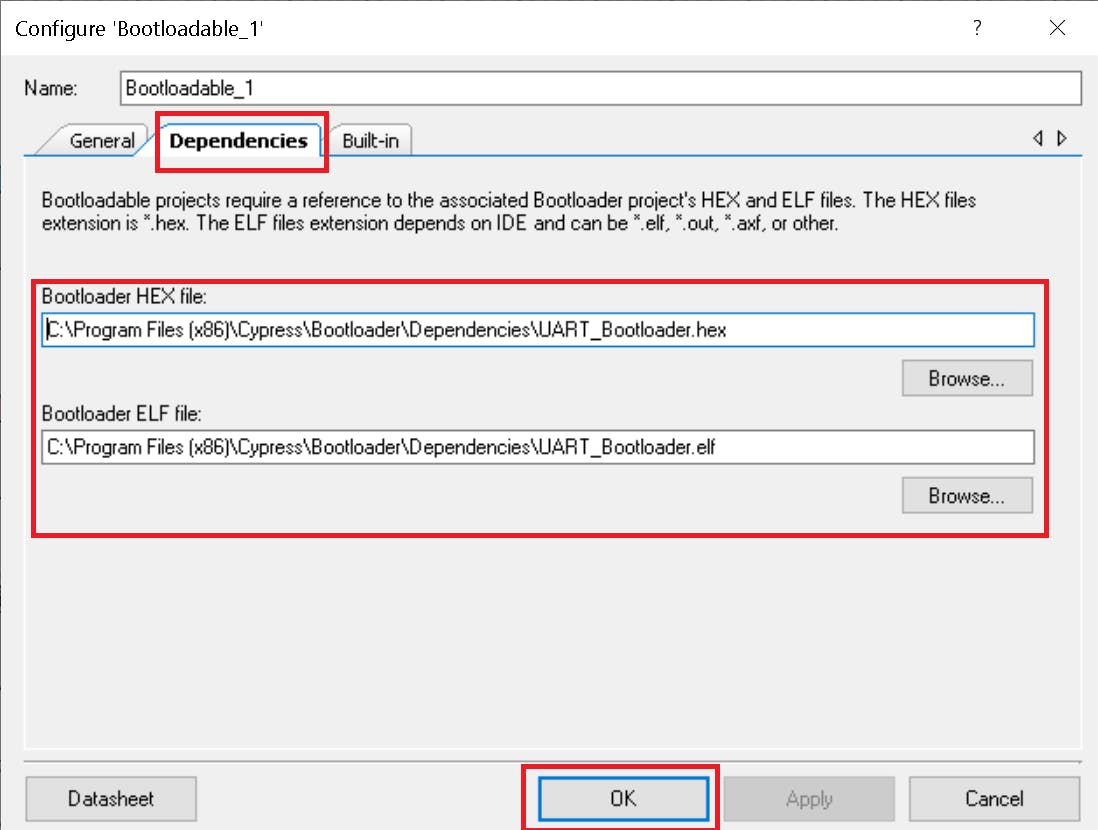 Configure 'Bootloadable_1'
?
Name:
Bootloadable_1
General
Dependencies
Built-in
Bootloadable projects require a reference to the associated Bootloader project's HEX and ELF files. The HEX files
extension is *.hex. The ELF files extension depends on IDE and can be *.elf, *.out, *.axf, or other.
Bootloader HEX file:
C:\Program Files (x86)\Cypress\Bootloader\Dependencies\UART_Bootloader.hex
Browse...
Bootloader ELF file:
C:\Program Files (x86)\Cypress\Bootloader\Dependencies\UART_Bootloader.elf
Browse...
Datasheet
OK
Apply
Cancel